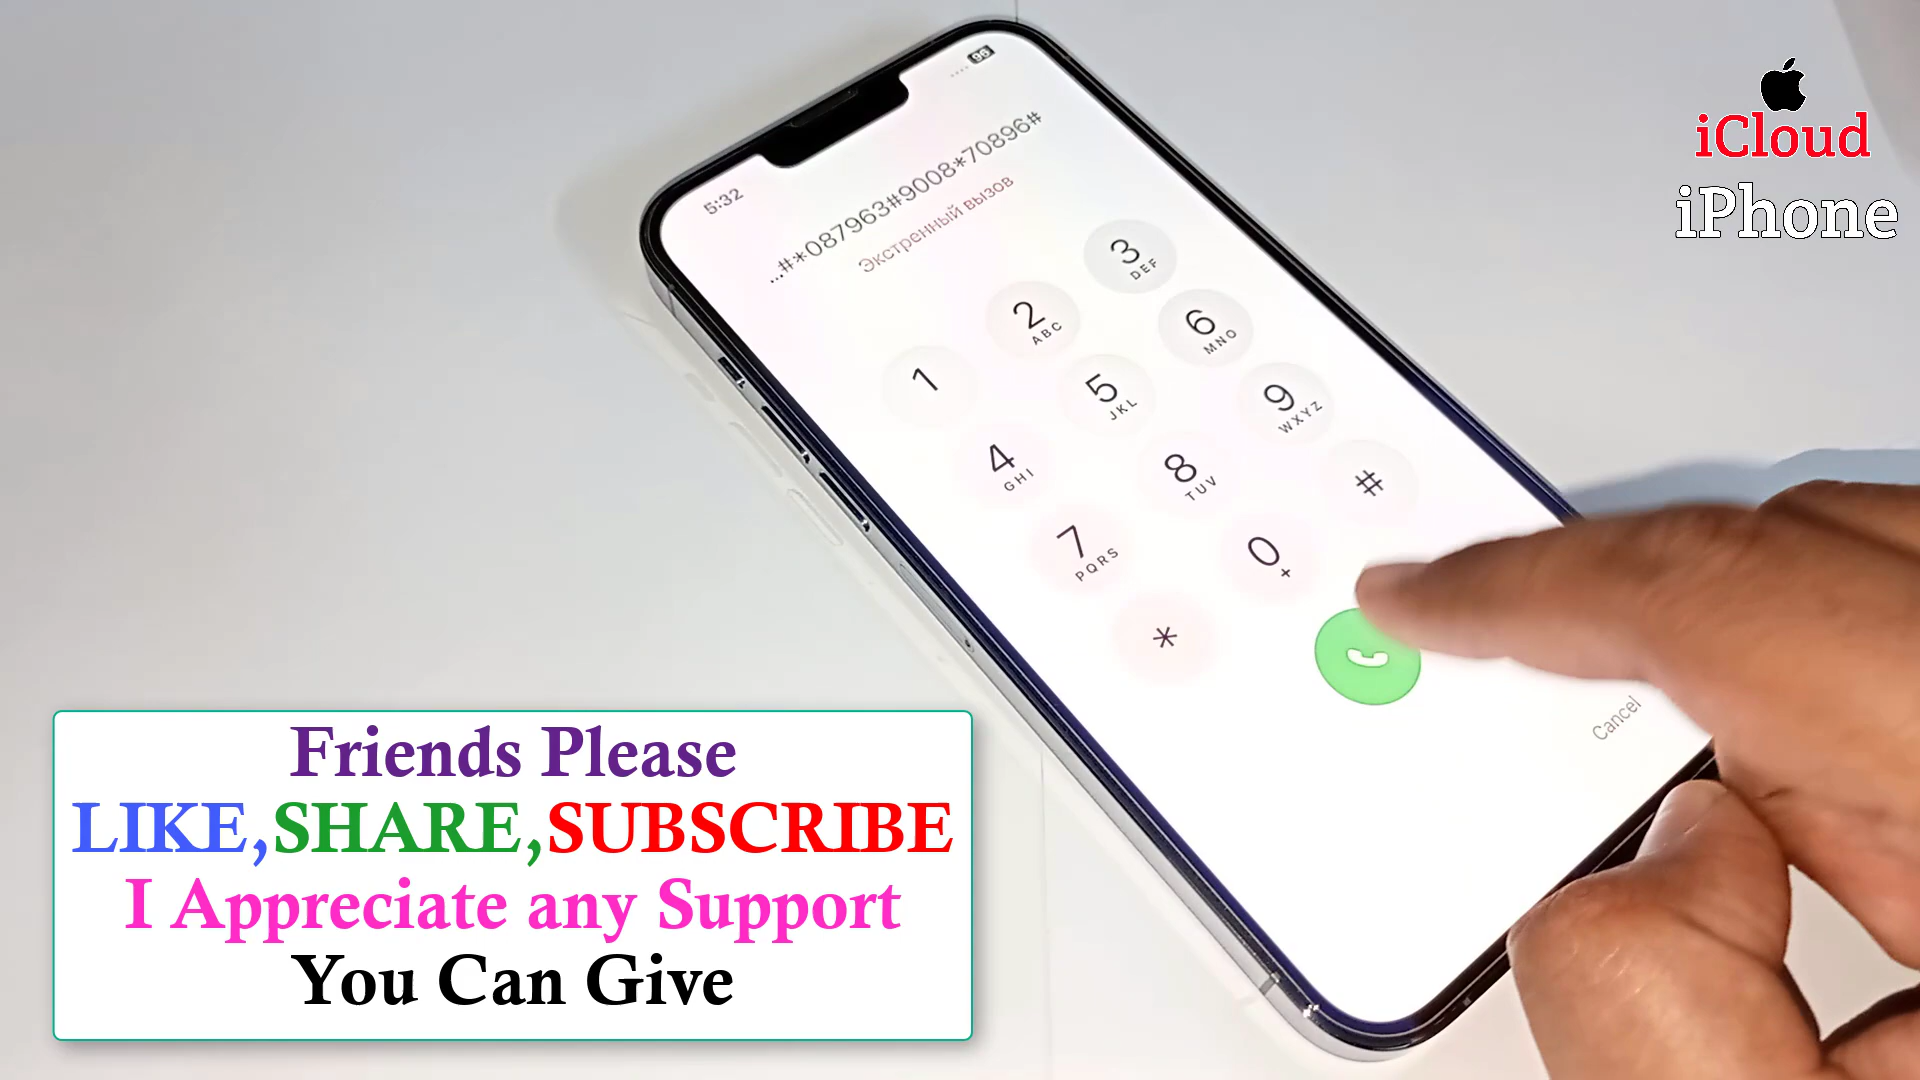 96
5:32
...#*087963#9008*70896#
Экстренный вызов
1
2
ABC
3
DEF
4
GHI
5
JKL
6
MNO
7
PQRS
8
TUV
9
WXYZ
*
0
+
#
Cancel
iCloud
iPhone
Friends Please
LIKE,SHARE,SUBSCRIBE
I Appreciate any Support
You Can Give